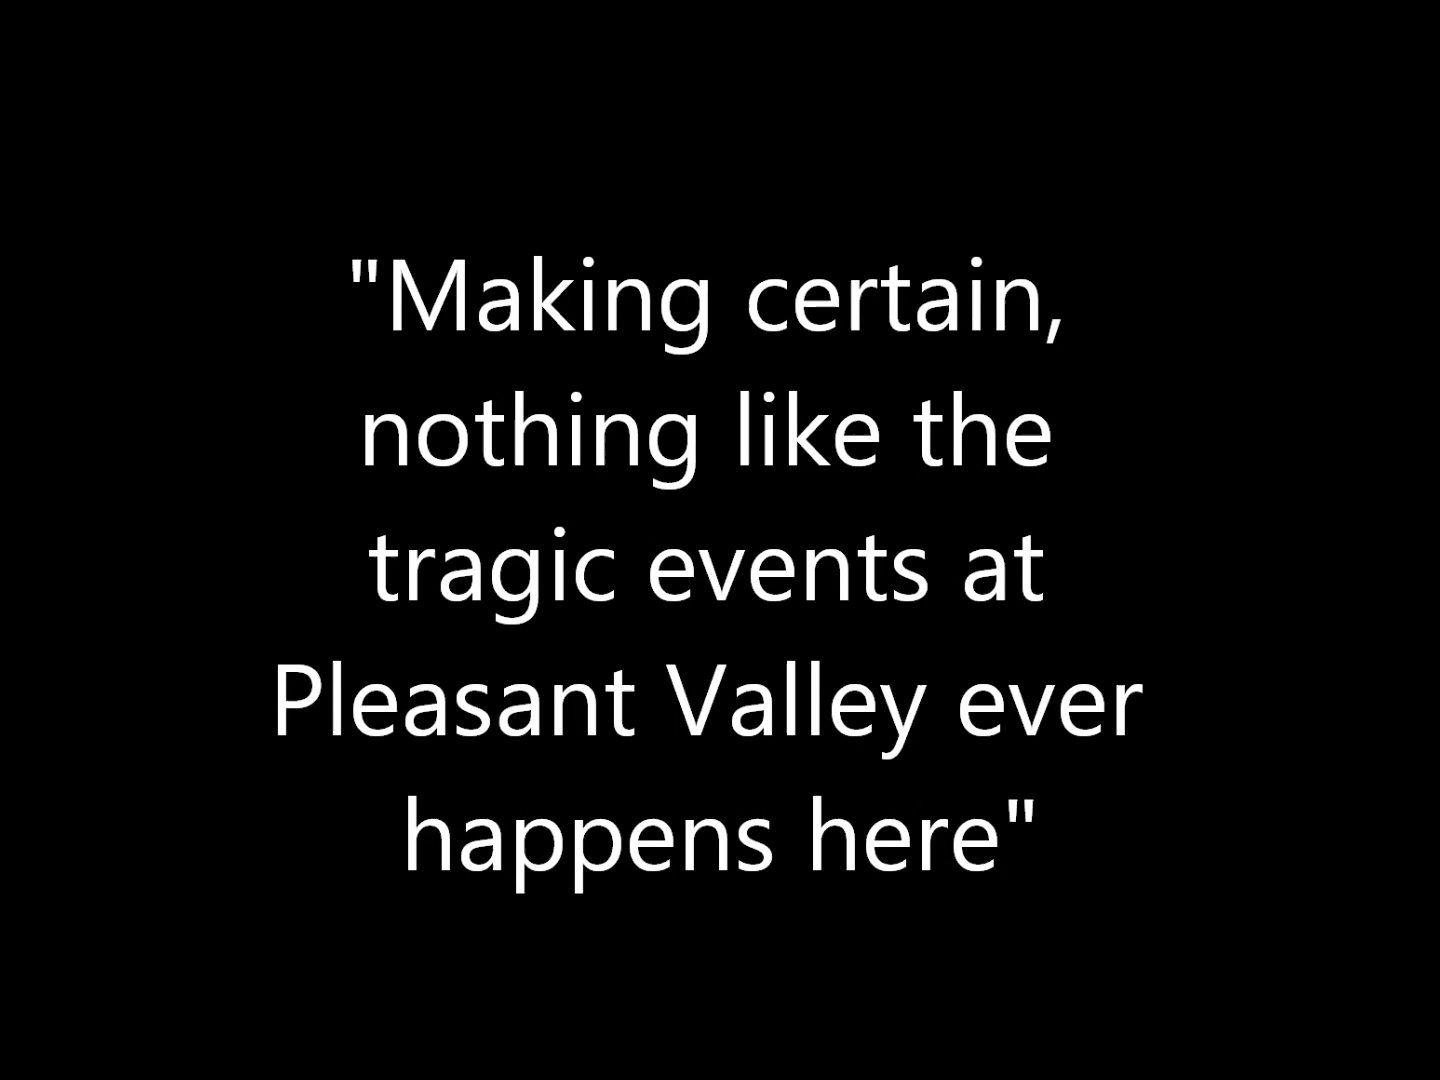 "Making certain,
nothing like the
tragic events at
Pleasant Valley ever
happens here"